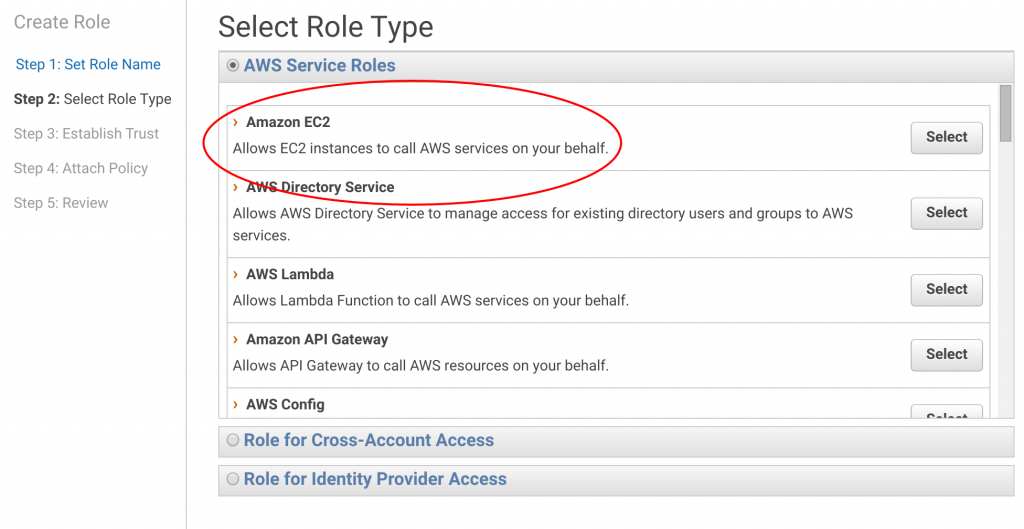 Create Role
Step 1: Set Role Name
Step 2: Select Role Type
Step 3: Establish Trust
Step 4: Attach Policy
Step 5: Review
Select Role Type
AWS Service Roles
Amazon EC2
Allows EC2 instances to call AWS services on your behalf.
Select
AWS Directory Service
Allows AWS Directory Service to manage access for existing directory users and groups to AWS
services.
Select
AWS Lambda
Allows Lambda Function to call AWS services on your behalf.
Select
Amazon API Gateway
Allows API Gateway to call AWS resources on your behalf.
Select
AWS Config
Select
Role for Cross-Account Access
Role for Identity Provider Access